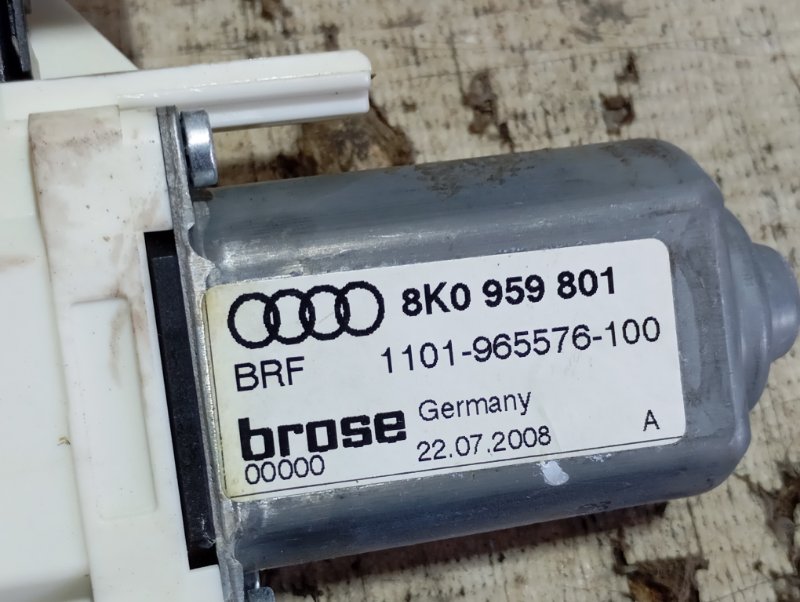 8K0 959 801
BRF 1101-965576-100
brose Germany
00000 22.07.2008 A